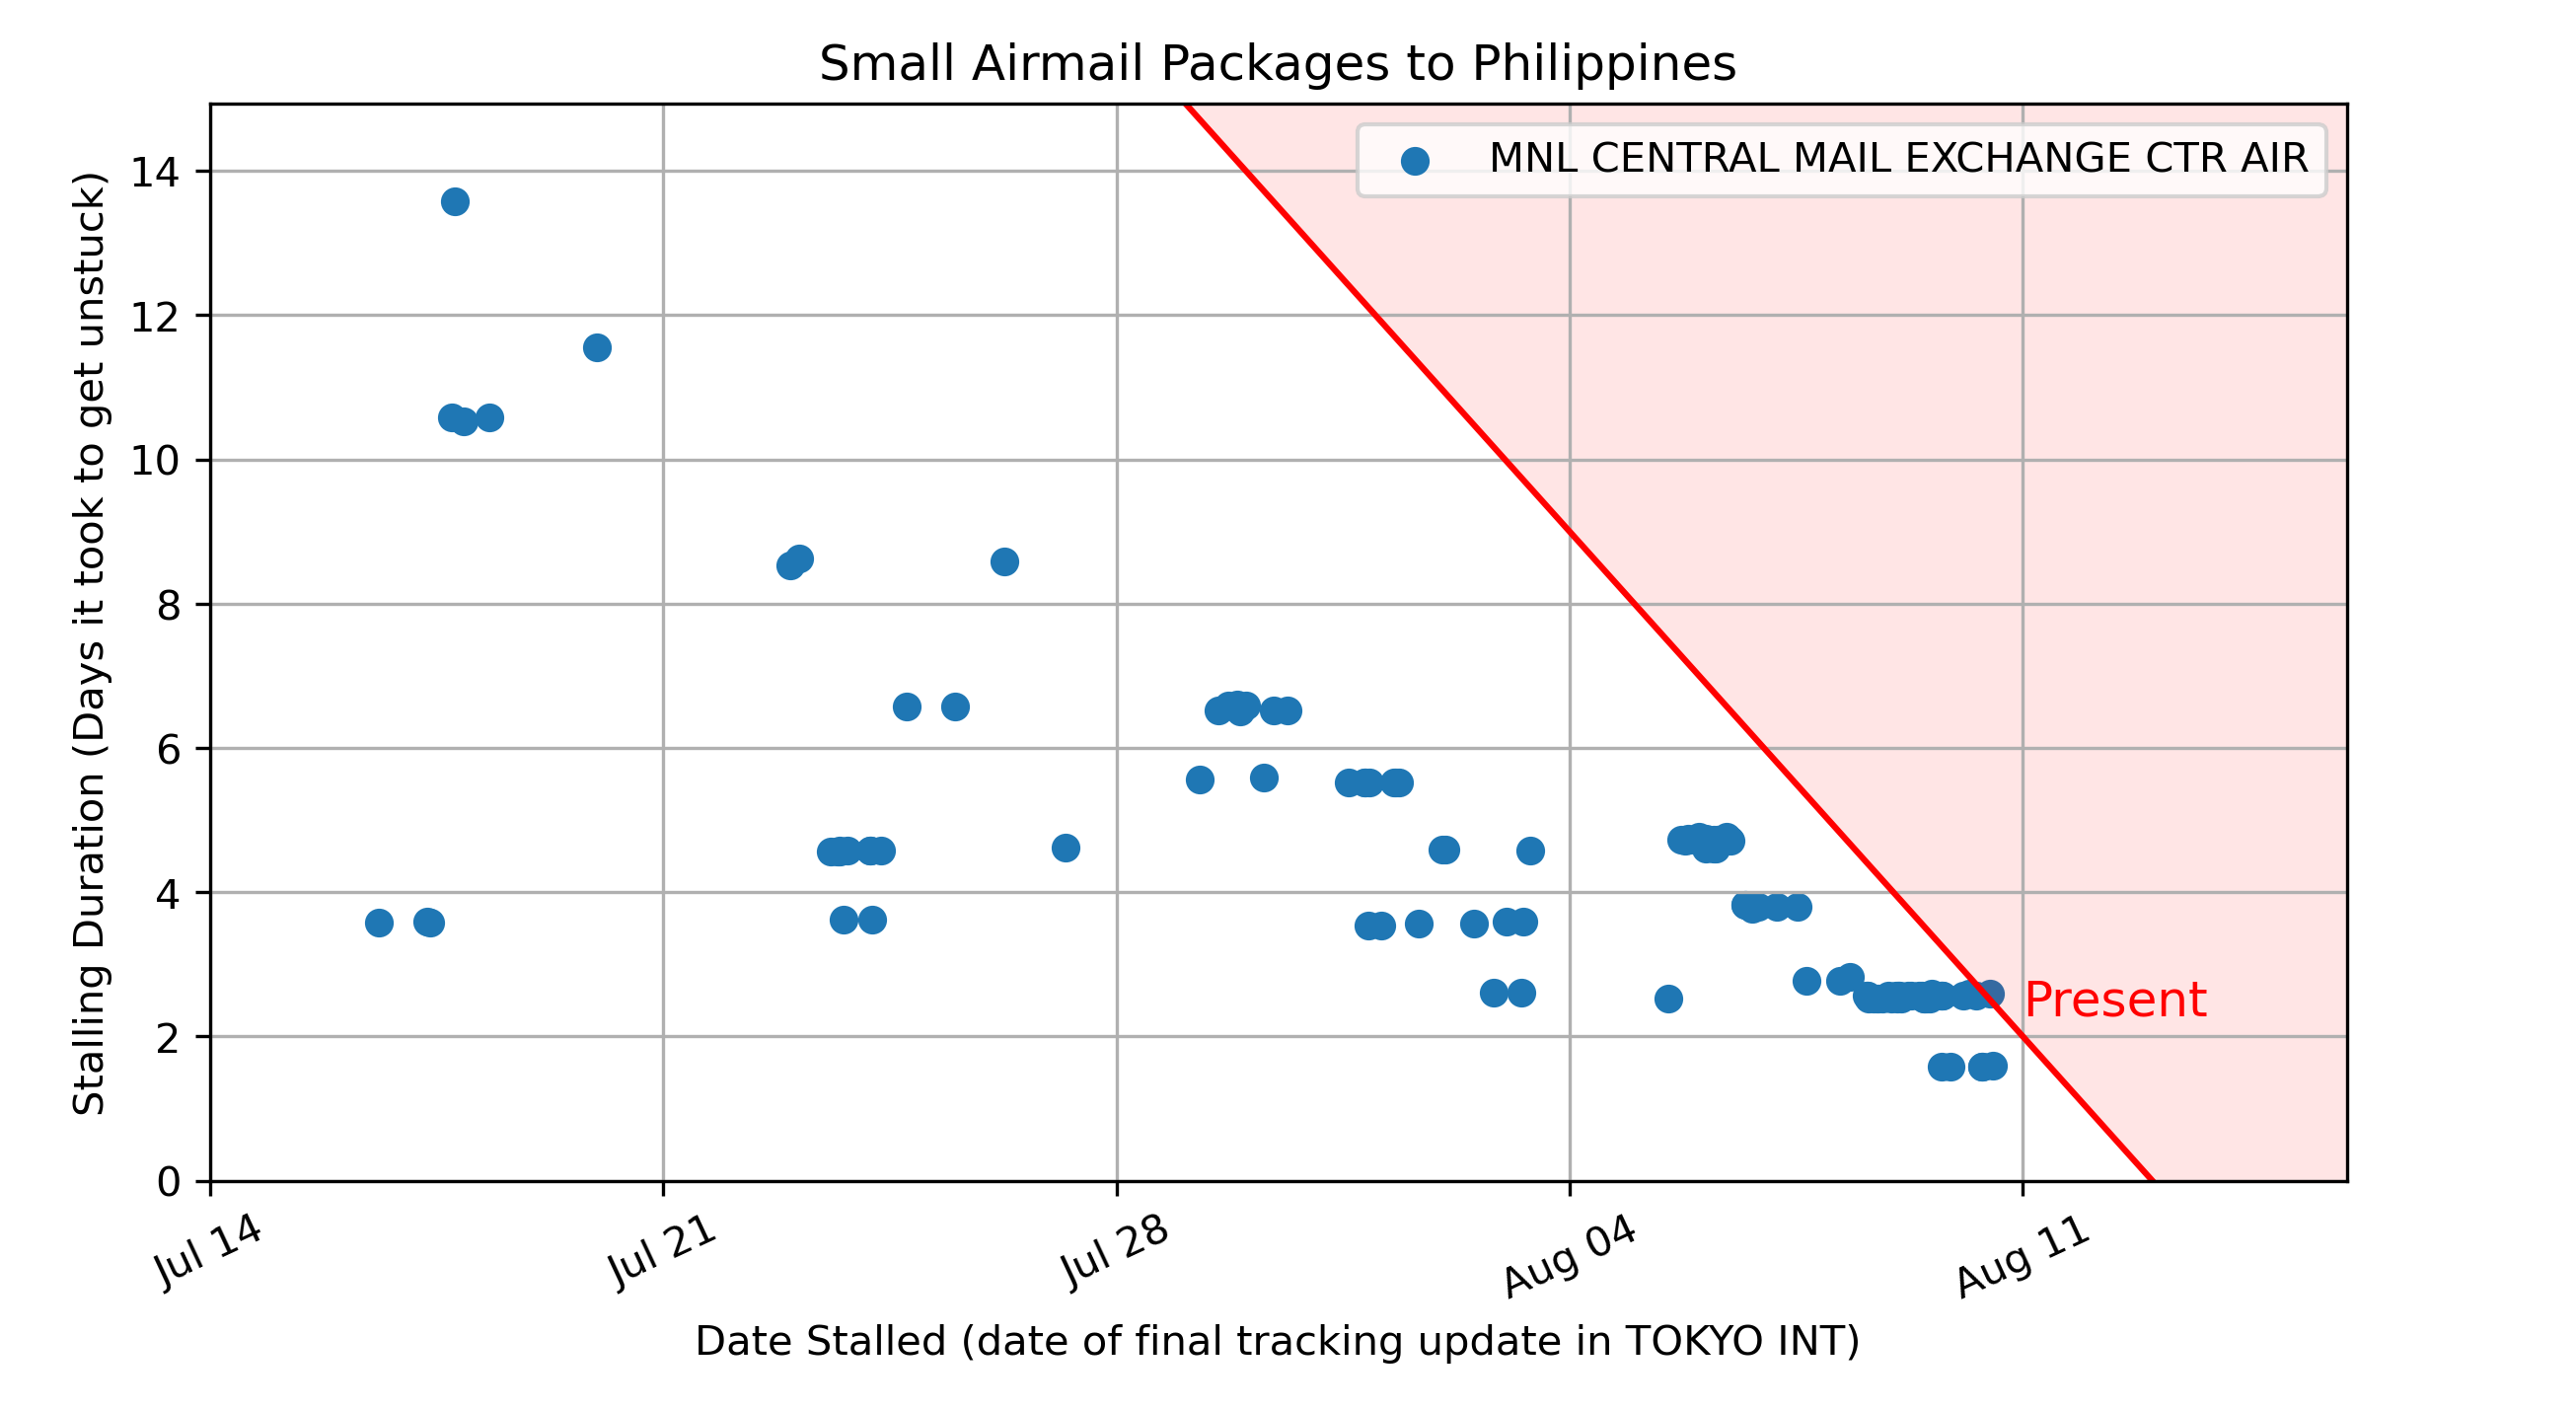 Small Airmail Packages to Philippines
MNL CENTRAL MAIL EXCHANGE CTR AIR
Stalling Duration (Days it took to get unstuck)
14
12
10
8
6
4
2
0
Present
Jul 14
Jul 21
Jul 28
Aug 04
Aug 11
Date Stalled (date of final tracking update in TOKYO INT)